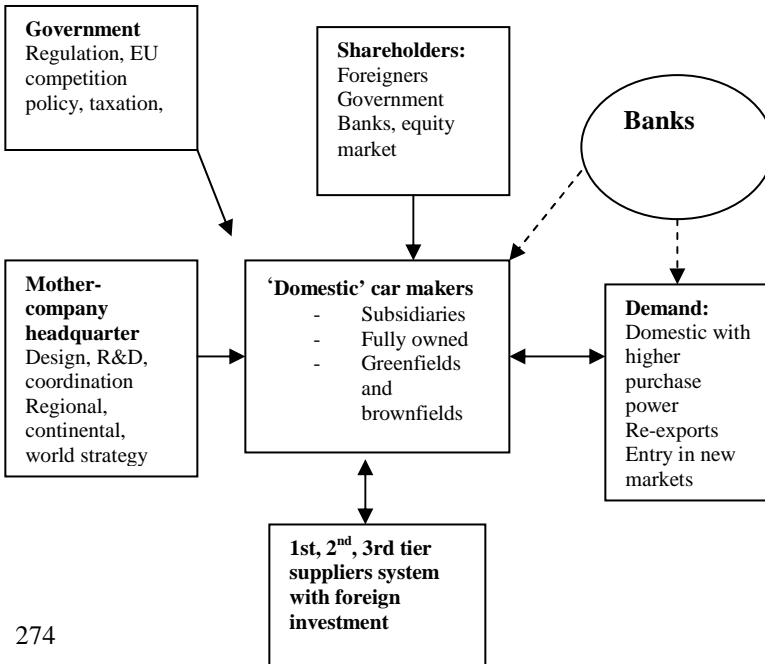 Government
Regulation, EU
competition
policy, taxation,
Shareholders:
Foreigners
Government
Banks, equity
market
Banks
Mother-
company
headquarter
Design, R&D,
coordination
Regional,
continental,
world strategy
‘Domestic’ car makers
- Subsidiaries
- Fully owned
- Greenfields
and
brownfields
Demand:
Domestic with
higher
purchase
power
Re-exports
Entry in new
markets
1st, 2nd, 3rd tier
suppliers system
with foreign
investment
274